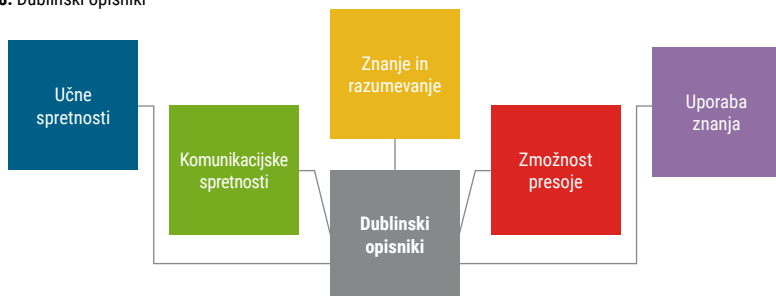 Dublinski opisniki
Učne
spretnosti
Komunikacijske
spretnosti
Znanje in
razumevanje
Zmožnost
presoje
Uporaba
znanja
Dublinski
opisniki